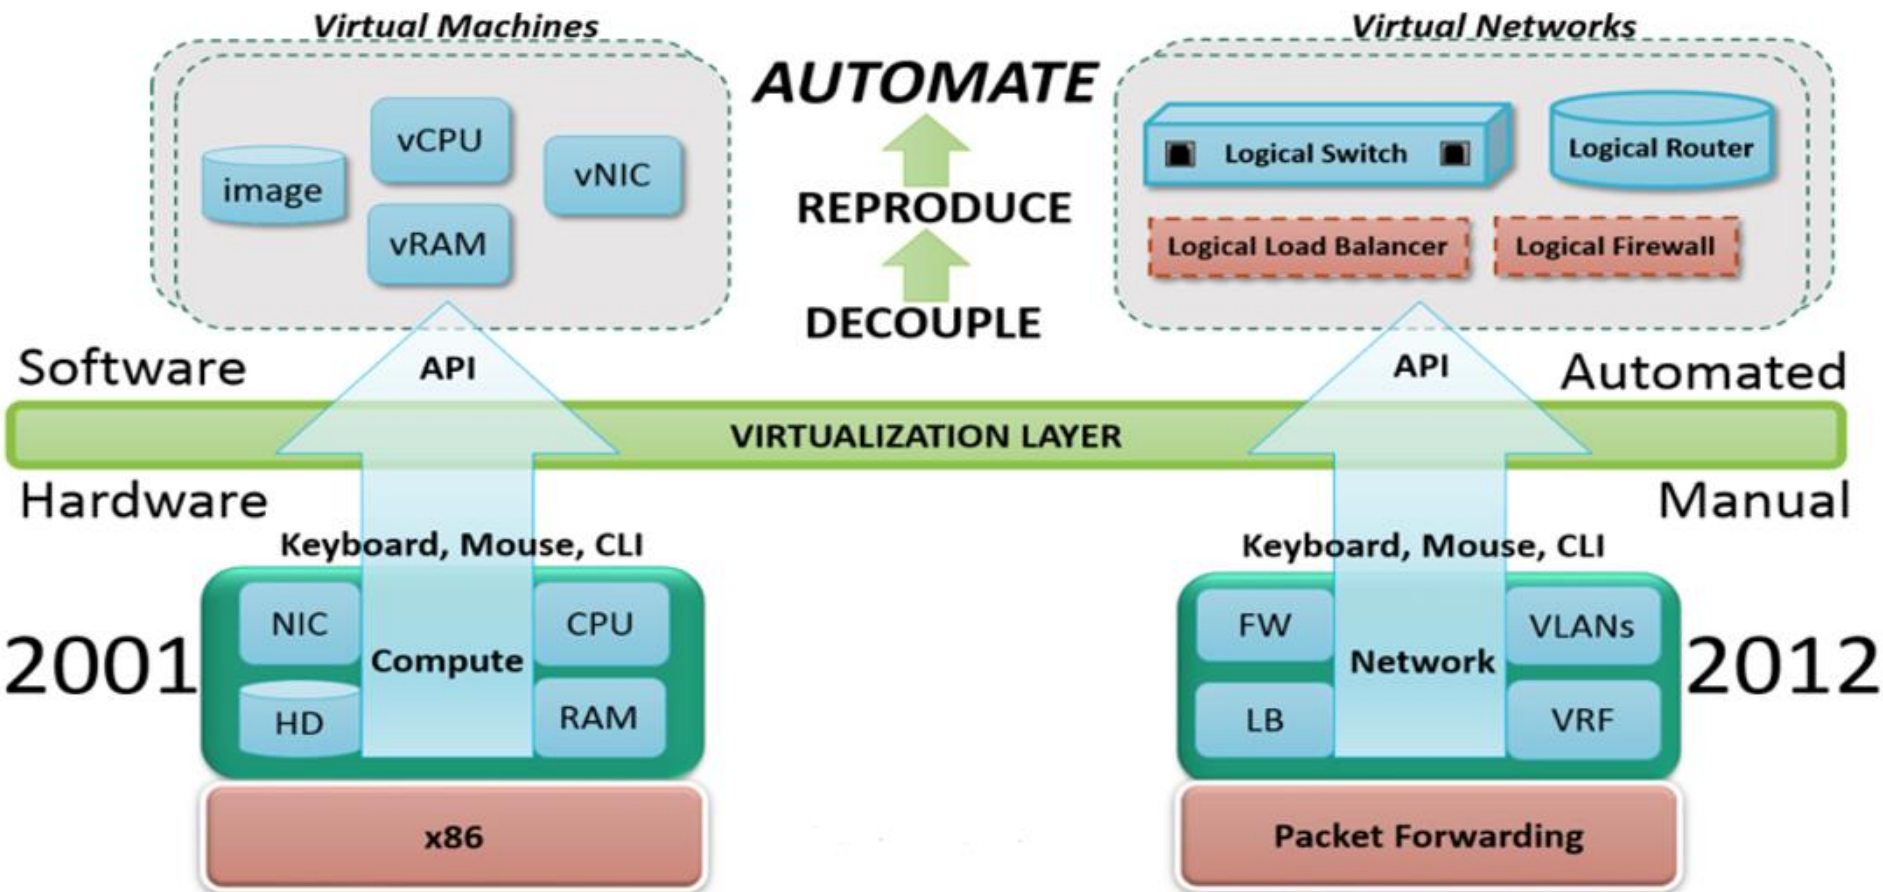 Virtual Machines
Virtual Networks
AUTOMATE
REPRODUCE
DECOUPLE
image
vCPU
vRAM
vNIC
Logical Switch
Logical Router
Logical Load Balancer
Logical Firewall
Software
API
API
Automated
VIRTUALIZATION LAYER
Hardware
Manual
Keyboard, Mouse, CLI
Keyboard, Mouse, CLI
2001
NIC
CPU
Compute
HD
RAM
x86
FW
VLANs
Network
LB
VRF
2012
Packet Forwarding